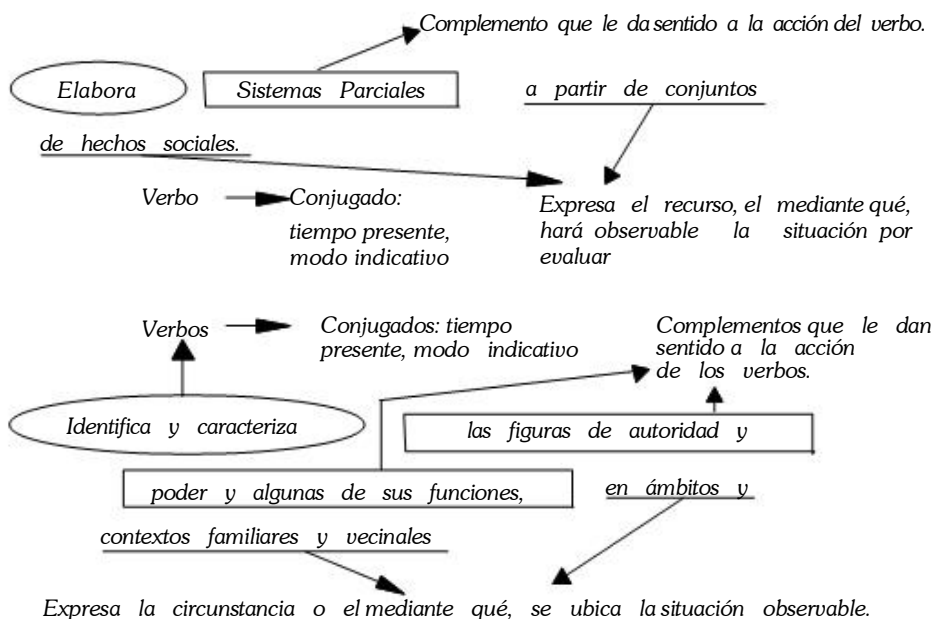 Complemento que le da sentido a la acción del verbo.
Elabora Sistemas Parciales a partir de conjuntos
de hechos sociales.
Verbo Conjugado:
tiempo presente,
modo indicativo
Expresa el recurso, el mediante qué,
hará observable la situación por
evaluar
Verbos Conjugados: tiempo
presente, modo indicativo
Complementos que le dan
sentido a la acción
de los verbos.
Identifica y caracteriza las figuras de autoridad y
poder y algunas de sus funciones, en ámbitos y
contextos familiares y vecinales
Expresa la circunstancia o el mediante qué, se ubica la situación observable.